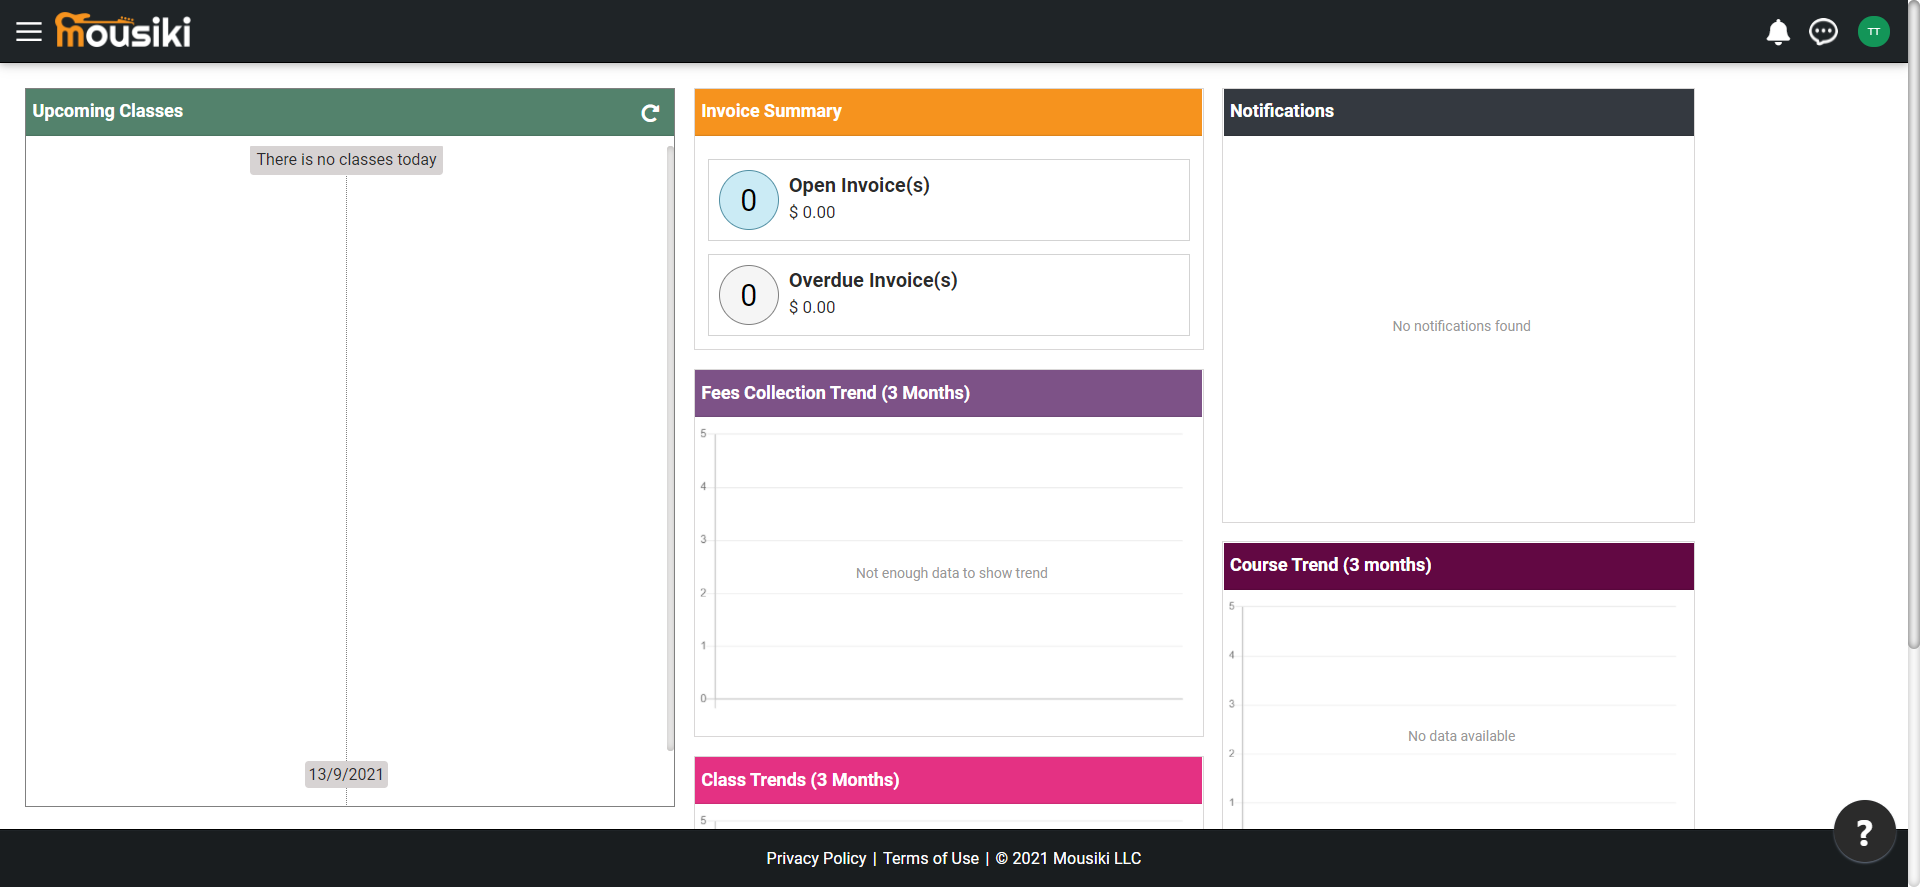 mousiki
TT
Upcoming Classes
There is no classes today
13/9/2021
Invoice Summary
0
Open Invoice(s)
$ 0.00
0
Overdue Invoice(s)
$ 0.00
Fees Collection Trend (3 Months)
5
4
3
Not enough data to show trend
2
1
0
Class Trends (3 Months)
5
Notifications
No notifications found
Course Trend (3 months)
5
4
3
No data available
2
1
?
Privacy Policy | Terms of Use | © 2021 Mousiki LLC